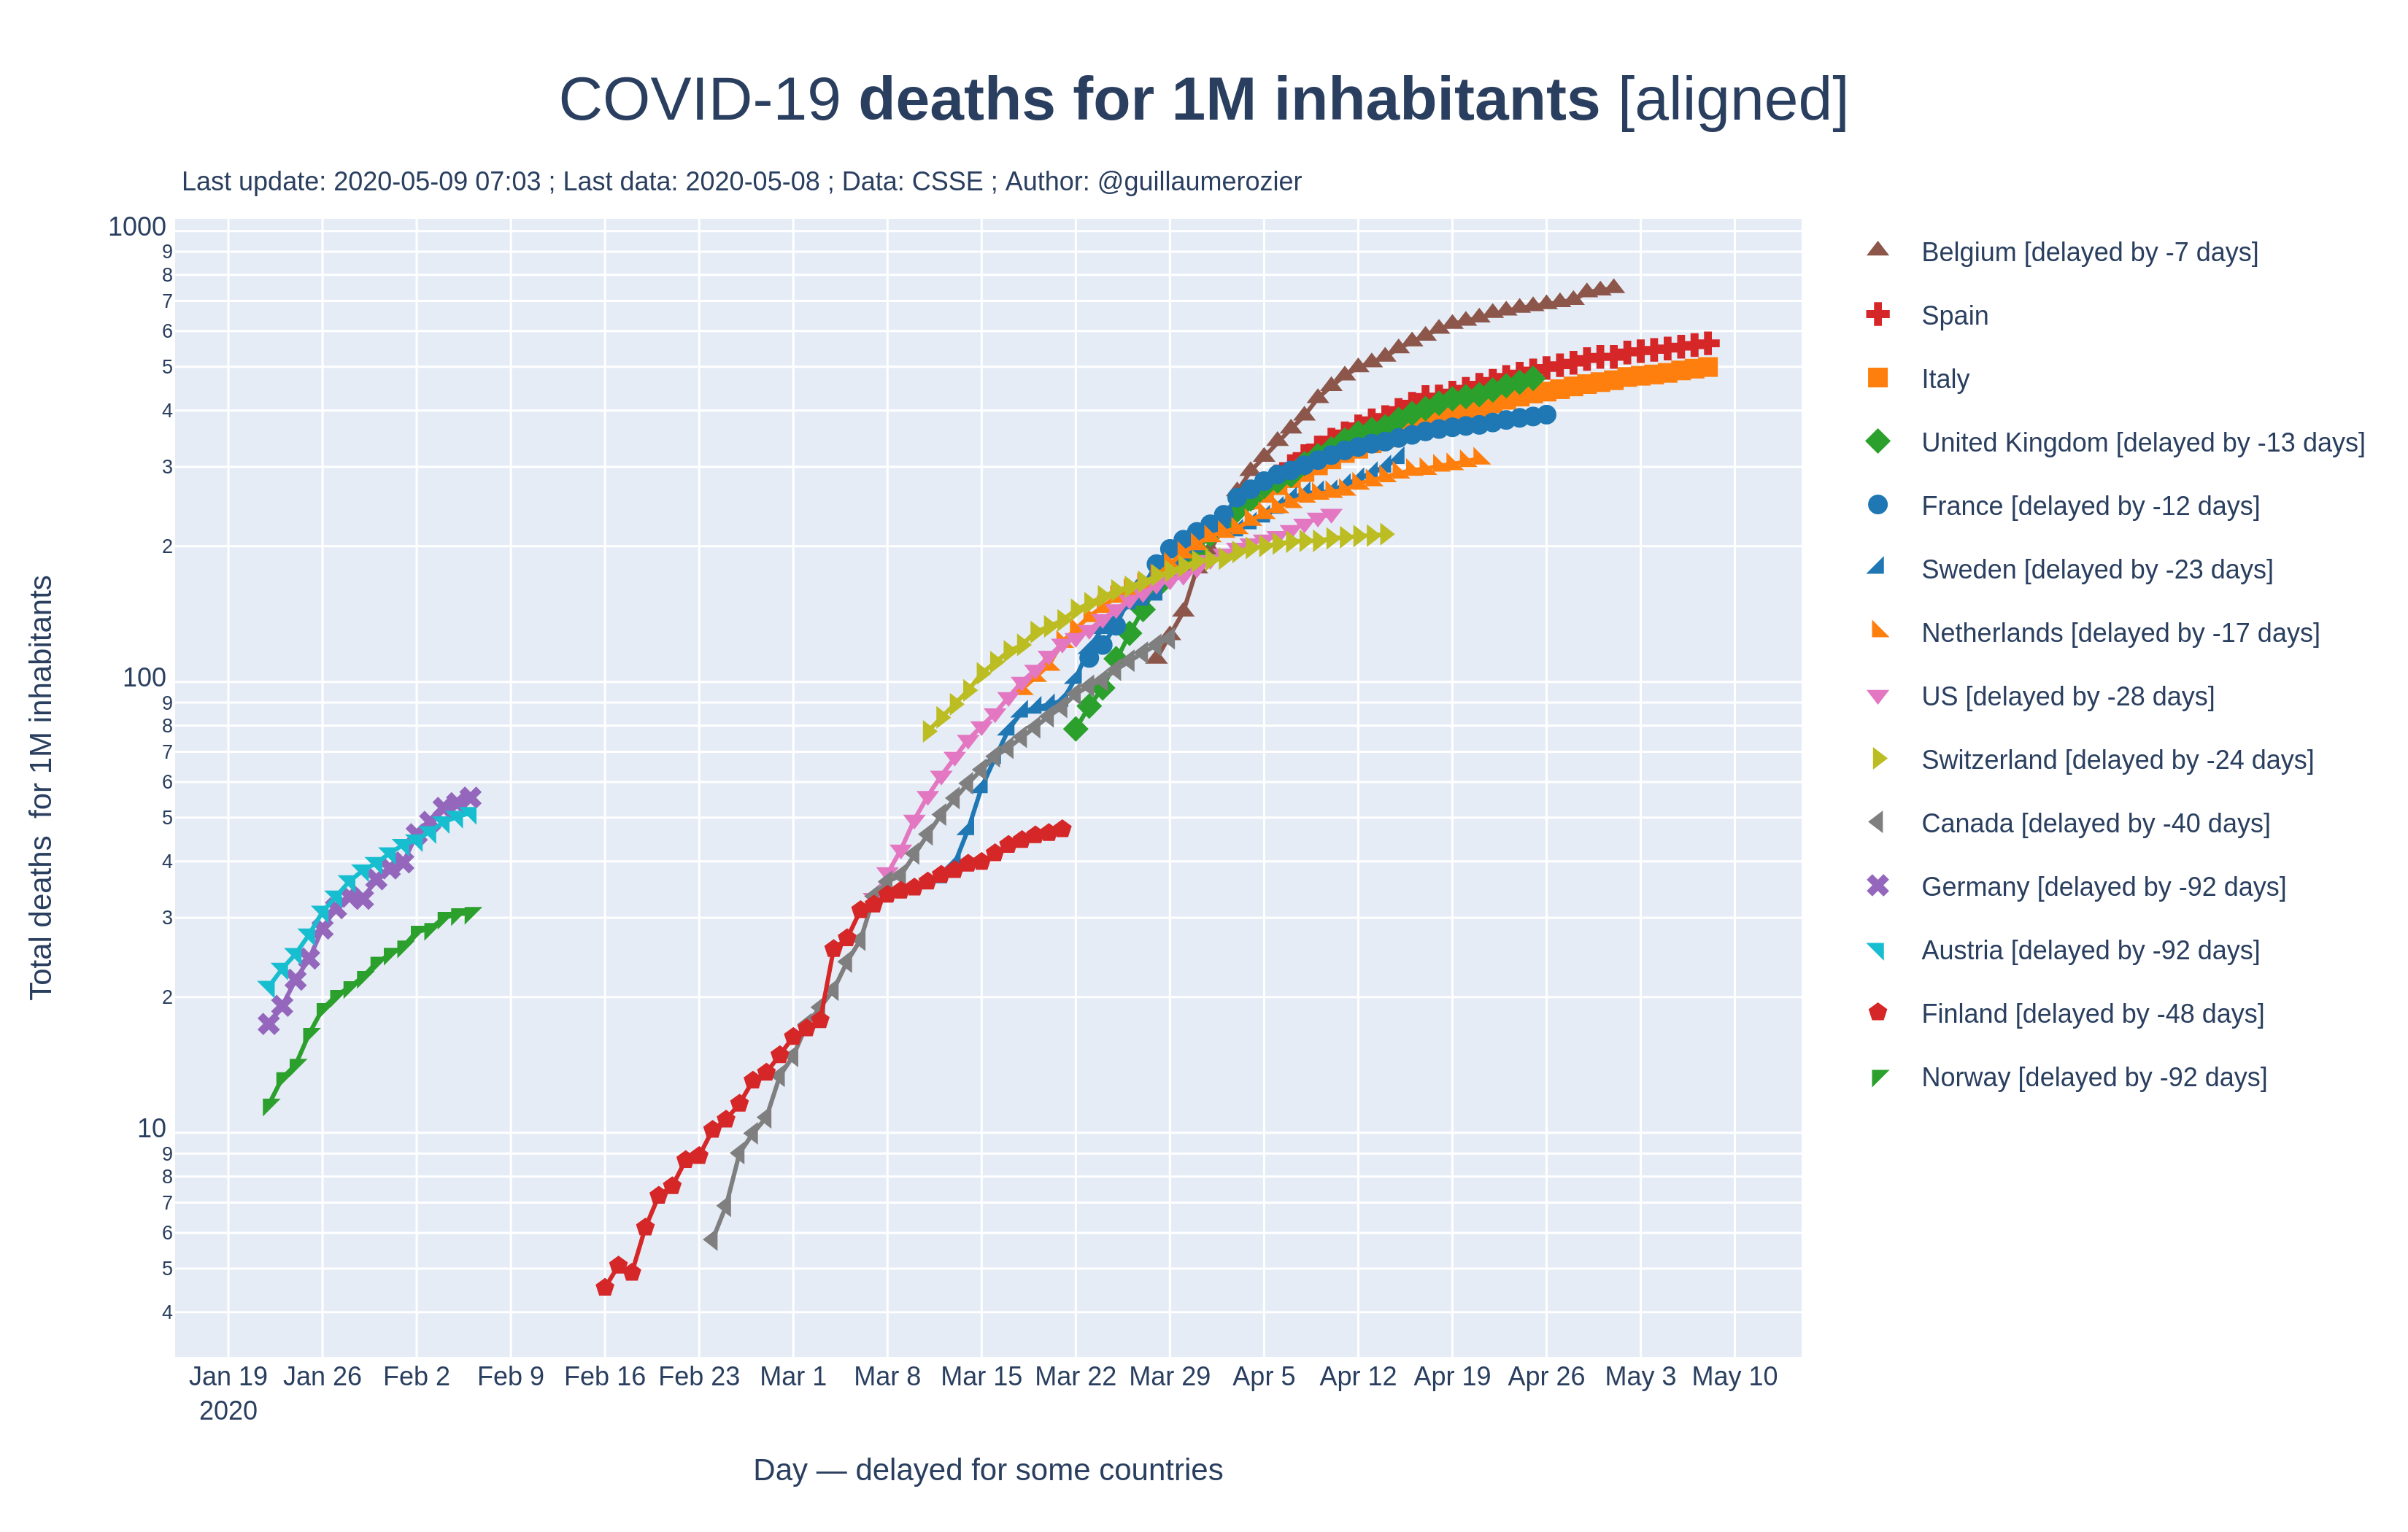 COVID-19 deaths for 1M inhabitants [aligned]
Last update: 2020-05-09 07:03 ; Last data: 2020-05-08 ; Data: CSSE ; Author: @guillaumerozier
1000
9
8
7
6
5
4
3
2
100
9
8
7
6
5
4
3
2
10
9
8
7
6
5
4
Total deaths for 1M inhabitants
Jan 19 Jan 26 Feb 2 Feb 9 Feb 16 Feb 23 Mar 1 Mar 8 Mar 15 Mar 22 Mar 29 Apr 5 Apr 12 Apr 19 Apr 26 May 3 May 10
2020
Day — delayed for some countries
Belgium [delayed by -7 days]
Spain
Italy
United Kingdom [delayed by -13 days]
France [delayed by -12 days]
Sweden [delayed by -23 days]
Netherlands [delayed by -17 days]
US [delayed by -28 days]
Switzerland [delayed by -24 days]
Canada [delayed by -40 days]
Germany [delayed by -92 days]
Austria [delayed by -92 days]
Finland [delayed by -48 days]
Norway [delayed by -92 days]